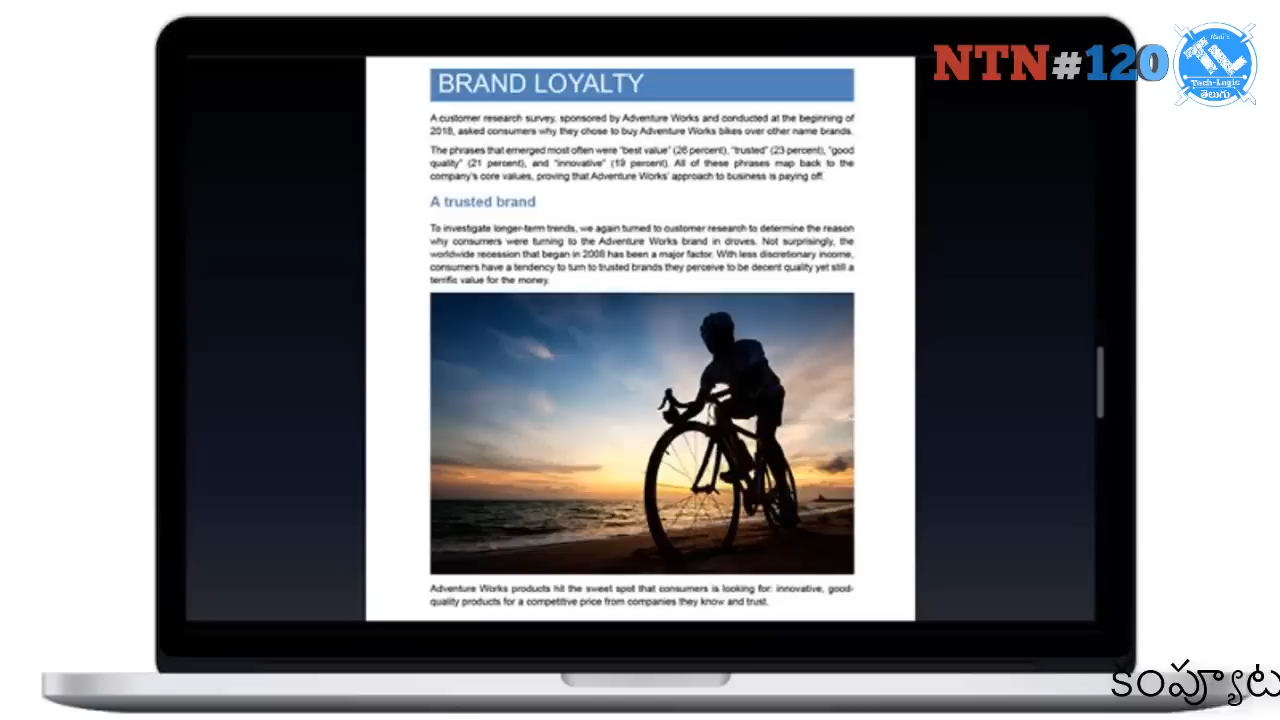 NTN#120
Tech-Logic
తెలుగు
BRAND LOYALTY
A customer research survey, sponsored by Adventure Works and conducted at the beginning of
2018, asked consumers why they chose to buy Adventure Works bikes over other name brands.
The phrases that emerged most often were “best value” (26 percent), “trusted” (23 percent), “good
quality” (21 percent), and “innovative” (19 percent). All of these phrases map back to the
company’s core values, proving that Adventure Works’ approach to business is paying off.
A trusted brand
To investigate longer-term trends, we again turned to customer research to determine the reason
why consumers were turning to the Adventure Works brand in droves. Not surprisingly, the
worldwide recession that began in 2008 has been a major factor. With less discretionary income,
consumers have a tendency to turn to trusted brands they perceive to be decent quality yet still a
terrific value for the money.
Adventure Works products hit the sweet spot that consumers is looking for: innovative, good-
quality products for a competitive price from companies they know and trust.
కంప్యూట